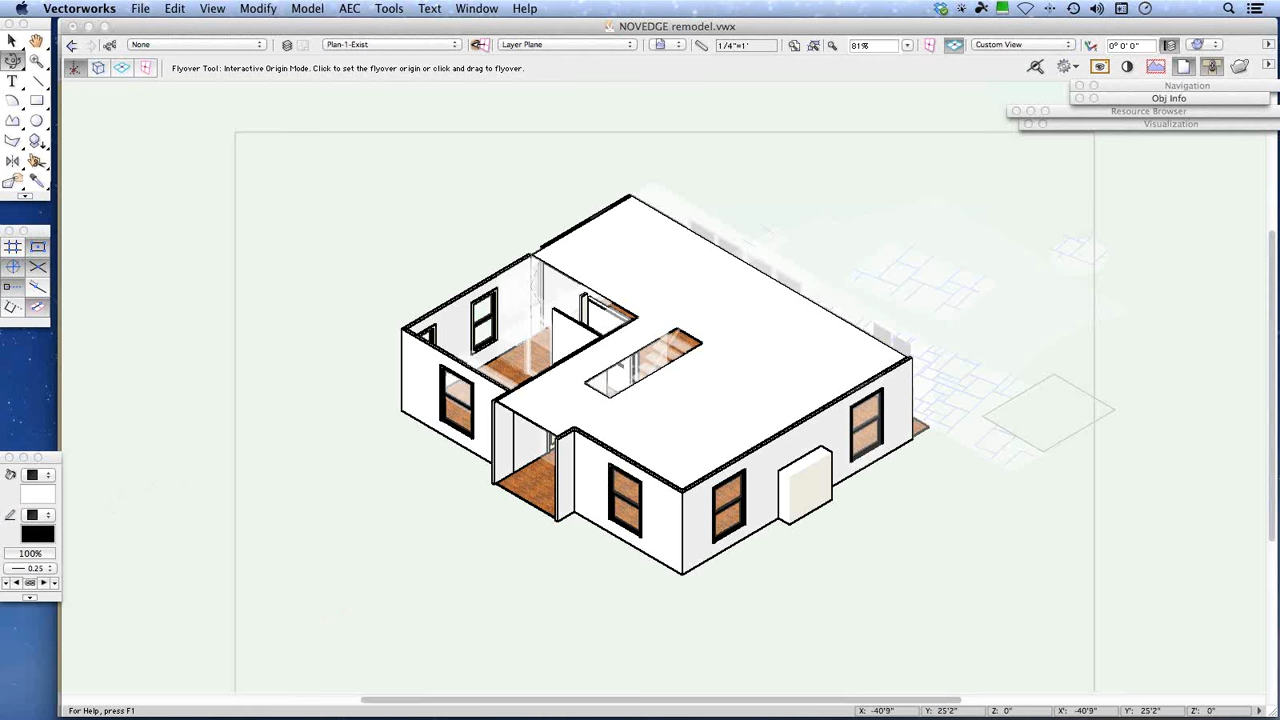 Vectorworks File Edit View Modify Model AEC Tools Text Window Help
NOVEDGE remodel.vwx
None Plan-1-Exist Layer Plane 1/4"=1' 81% Custom View 0° 0' 0"
Flyover Tool: Interactive Origin Mode. Click to set the flyover origin or click and drag to flyover.
Navigation
Obj Info
Resource Browser
Visualization
100%
0.25
For Help, press F1 X: -40'9" Y: 25'2" Z: 0" X': -40'9" Y': 25'2" Z': 0"